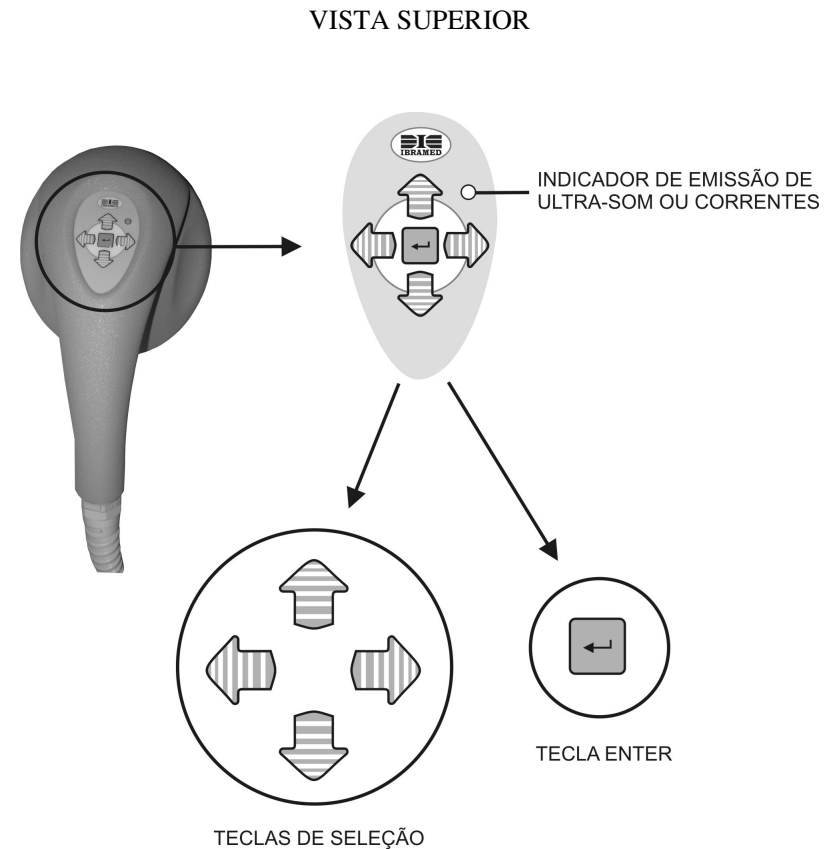 VISTA SUPERIOR
IBRAMED
INDICADOR DE EMISSÃO DE
ULTRA-SOM OU CORRENTES
TECLA ENTER
TECLAS DE SELEÇÃO